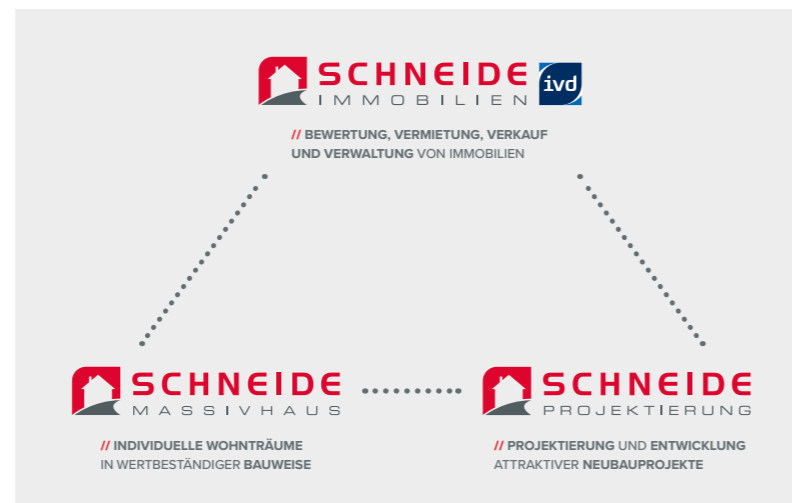 SCHNEIDE ivd
IMMOBILIEN
// BEWERTUNG, VERMIETUNG, VERKAUF
UND VERWALTUNG VON IMMOBILIEN
SCHNEIDE
MASSIVHAUS
// INDIVIDUELLE WOHNTRÄUME
IN WERTBESTÄNDIGER BAUWEISE
SCHNEIDE
PROJEKTIERUNG
// PROJEKTIERUNG UND ENTWICKLUNG
ATTRAKTIVER NEUBAUPROJEKTE